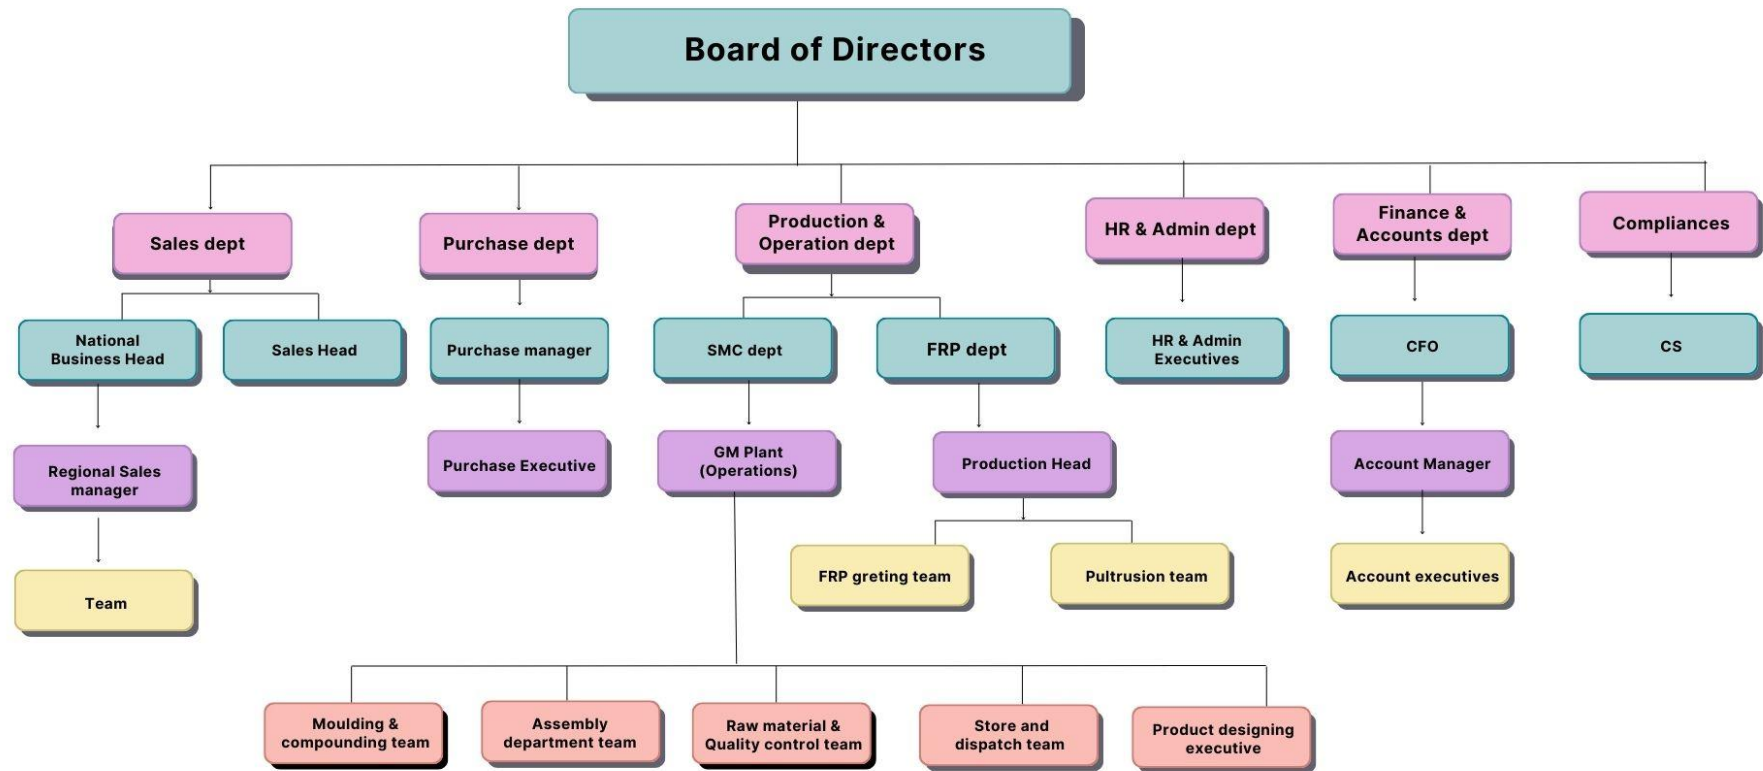 Board of Directors
Sales dept
Purchase dept
Production &
Operation dept
HR & Admin dept
Finance &
Accounts dept
Compliances
National
Business Head
Sales Head
Purchase manager
SMC dept
FRP dept
HR & Admin
Executives
CFO
CS
Regional Sales
manager
Purchase Executive
GM Plant
(Operations)
Production Head
Account Manager
Team
FRP greting team
Pultrusion team
Account executives
Moulding &
compounding team
Assembly
department team
Raw material &
Quality control team
Store and
dispatch team
Product designing
executive